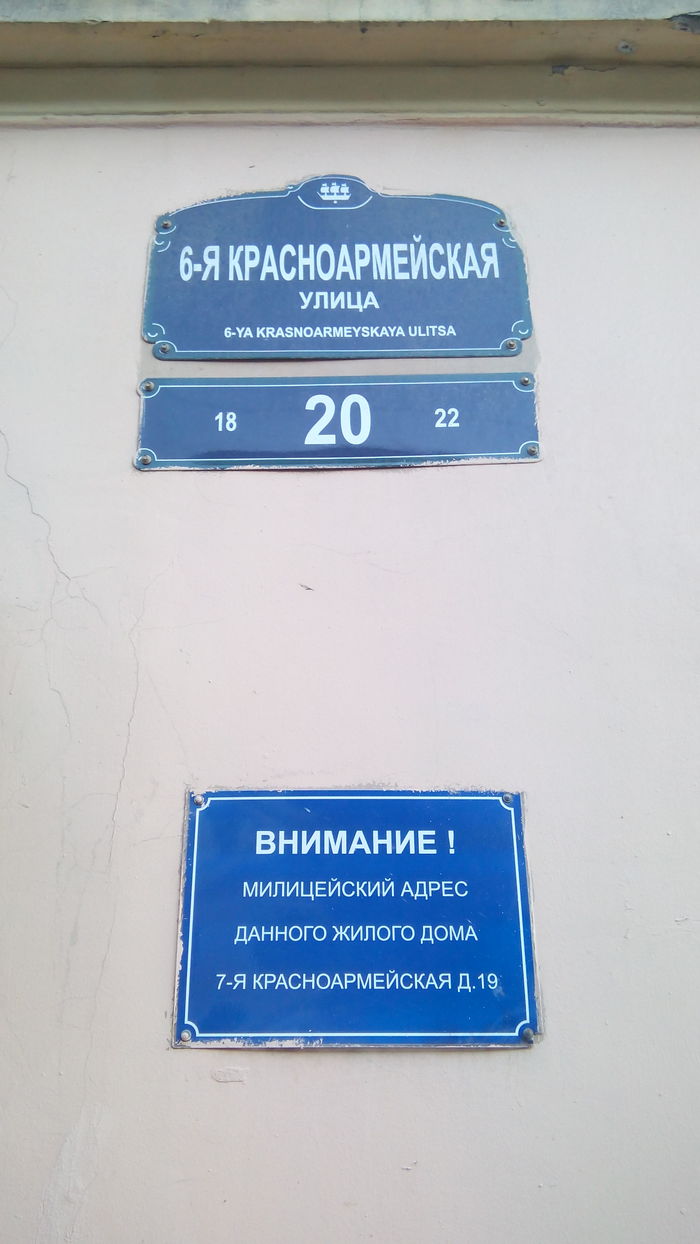 6-Я КРАСНОАРМЕЙСКАЯ
УЛИЦА
6-YA KRASNOARMEYSKAYA ULITSA
18 20 22
ВНИМАНИЕ !
МИЛИЦЕЙСКИЙ АДРЕС
ДАННОГО ЖИЛОГО ДОМА
7-Я КРАСНОАРМЕЙСКАЯ Д.19